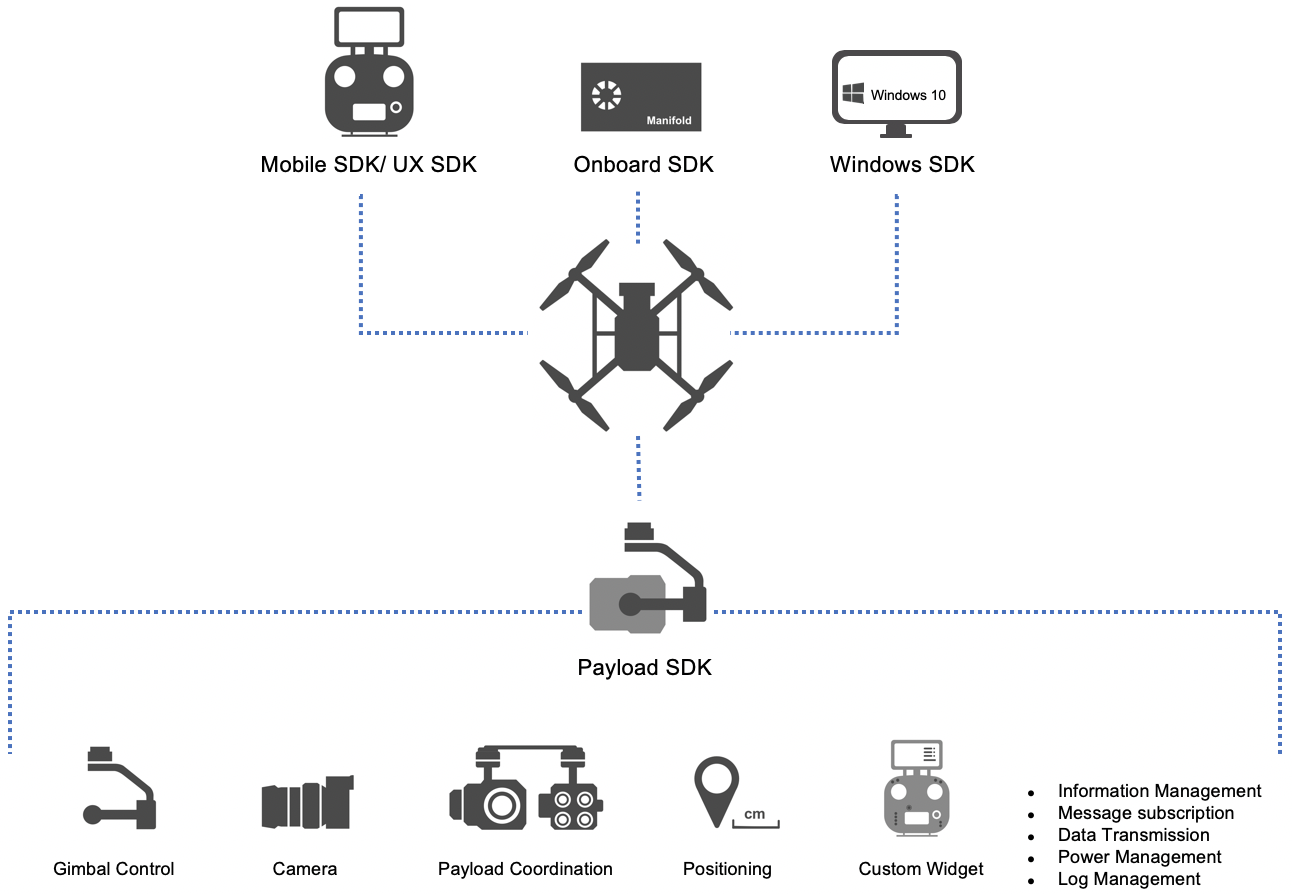 Windows 10
Manifold
Mobile SDK/ UX SDK
Onboard SDK
Windows SDK
Payload SDK
cm
Gimbal Control
Camera
Payload Coordination
Positioning
Custom Widget
• Information Management
• Message subscription
• Data Transmission
• Power Management
• Log Management